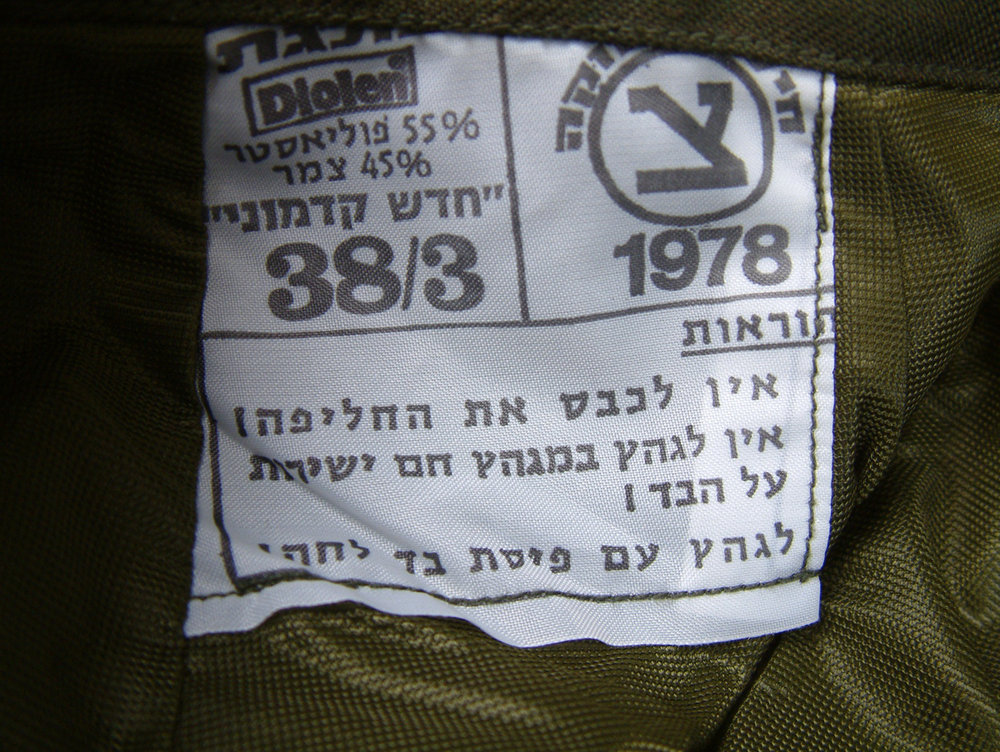 Diolen
55% פוליאסטר
45% צמר
"חדש קדמוני"
38/3
צ
1978
הוראות
אין לכבס את החליפה!
אין לגהץ במגהץ חם ישירות
על הבד!
לגהץ עם פיסת בד לחה!